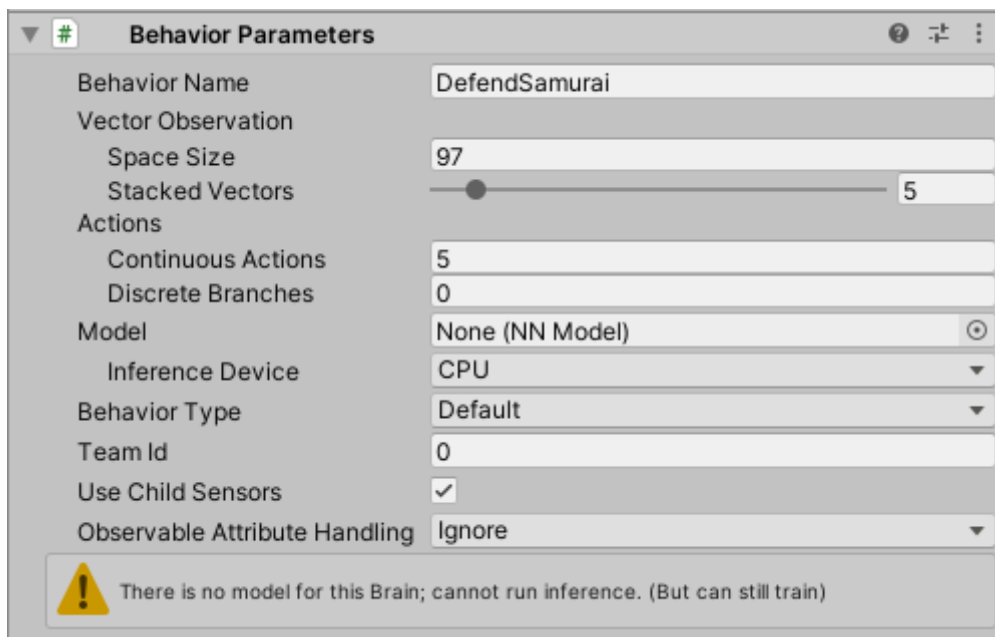 # Behavior Parameters
Behavior Name DefendSamurai
Vector Observation
Space Size 97
Stacked Vectors 5
Actions
Continuous Actions 5
Discrete Branches 0
Model None (NN Model)
Inference Device CPU
Behavior Type Default
Team Id 0
Use Child Sensors
Observable Attribute Handling Ignore
There is no model for this Brain; cannot run inference. (But can still train)